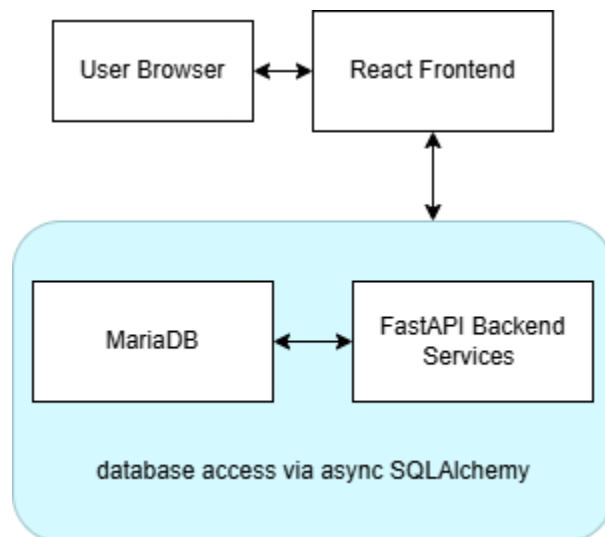 User Browser
React Frontend
MariaDB
FastAPI Backend
Services
database access via async SQLAlchemy